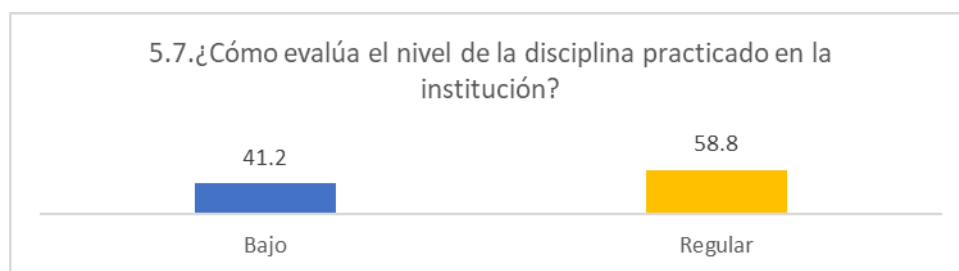 5.7.¿Cómo evalúa el nivel de la disciplina practicado en la
institución?
58.8
41.2
Bajo
Regular